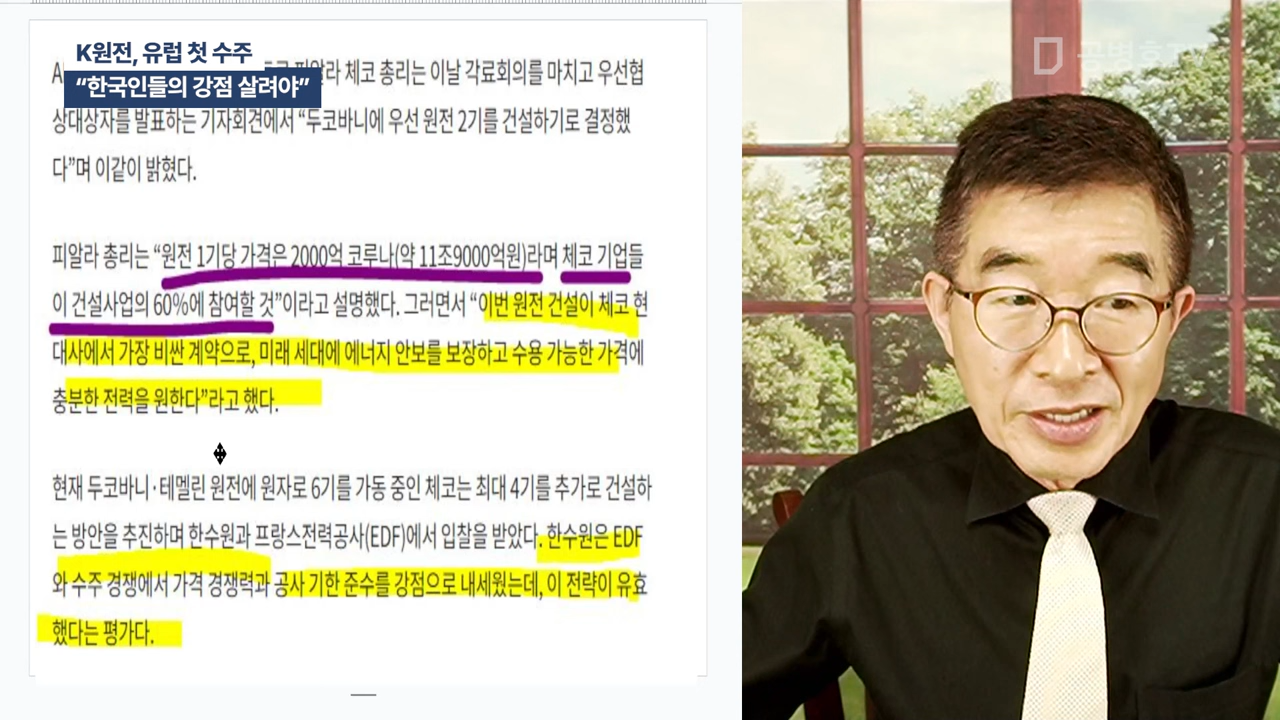 K원전, 유럽 첫 수주
“한국인들의 강점 살려야”
공병호TV
피알라 체코 총리는 이날 각료회의를 마치고 우선협
상대상자를 발표하는 기자회견에서 “두코바니에 우선 원전 2기를 건설하기로 결정했
다”며 이같이 밝혔다.
피알라 총리는 “원전 1기당 가격은 2000억 코루나(약 11조9000억원)라며 체코 기업들
이 건설사업의 60%에 참여할 것”이라고 설명했다. 그러면서 “이번 원전 건설이 체코 현
대사에서 가장 비싼 계약으로, 미래 세대에 에너지 안보를 보장하고 수용 가능한 가격에
충분한 전력을 원한다”라고 했다.
현재 두코바니·테멜린 원전에 원자로 6기를 가동 중인 체코는 최대 4기를 추가로 건설하
는 방안을 추진하며 한수원과 프랑스전력공사(EDF)에서 입찰을 받았다. 한수원은 EDF
와 수주 경쟁에서 가격 경쟁력과 공사 기한 준수를 강점으로 내세웠는데, 이 전략이 유효
했다는 평가다.